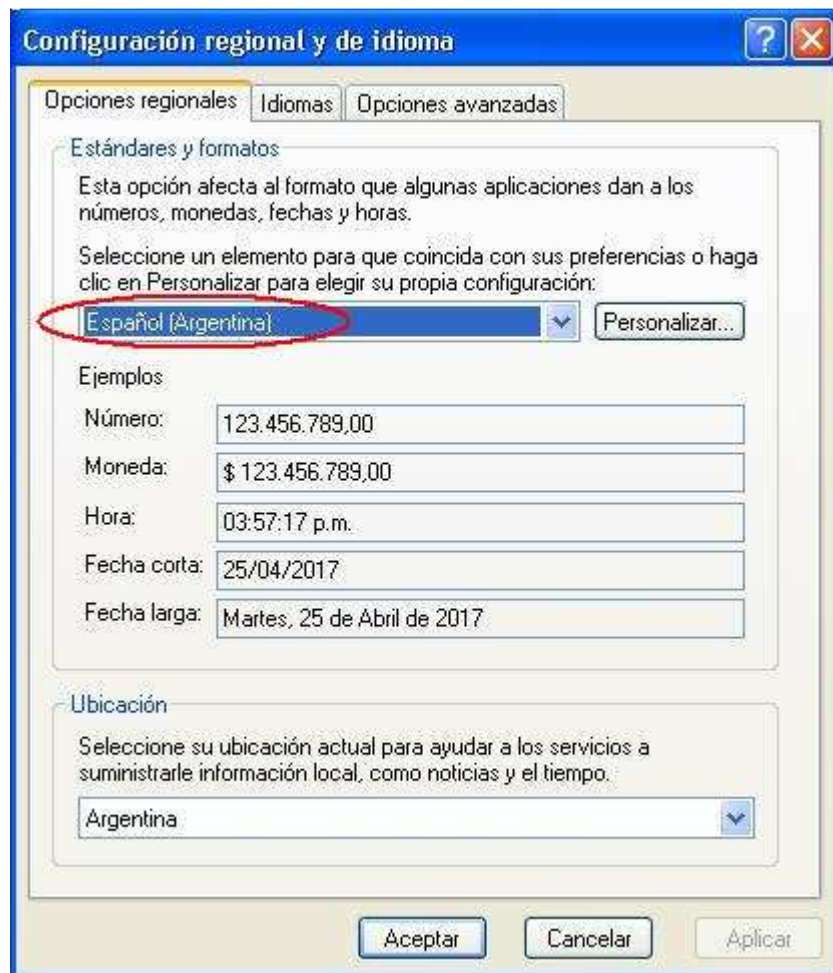 Configuración regional y de idioma
Opciones regionales Idiomas Opciones avanzadas
Estándares y formatos
Esta opción afecta al formato que algunas aplicaciones dan a los
números, monedas, fechas y horas.
Seleccione un elemento para que coincida con sus preferencias o haga
clic en Personalizar para elegir su propia configuración:
Español (Argentina) Personalizar...
Ejemplos
Número: 123.456.789,00
Moneda: $ 123.456.789,00
Hora: 03:57:17 p.m.
Fecha corta: 25/04/2017
Fecha larga: Martes, 25 de Abril de 2017
Ubicación
Seleccione su ubicación actual para ayudar a los servicios a
suministrarle información local, como noticias y el tiempo.
Argentina
Aceptar Cancelar Aplicar